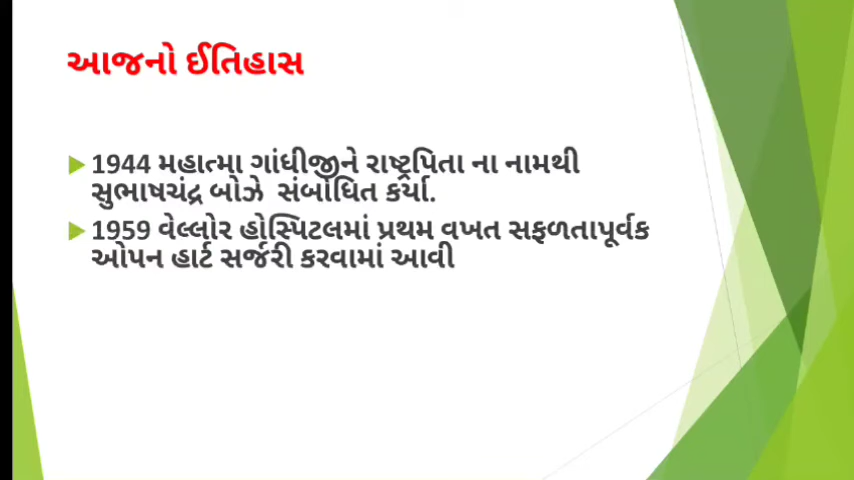 આજનો ઈતિહાસ
1944 મહાત્મા ગાંધીજીને રાષ્ટ્રપિતા ના નામથી
સુભાષચંદ્ર બોઝે સંબોધિત કર્યા.
1959 વેલ્લોર હોસ્પિટલમાં પ્રથમ વખત સફળતાપૂર્વક
ઓપન હાર્ટ સર્જરી કરવામાં આવી